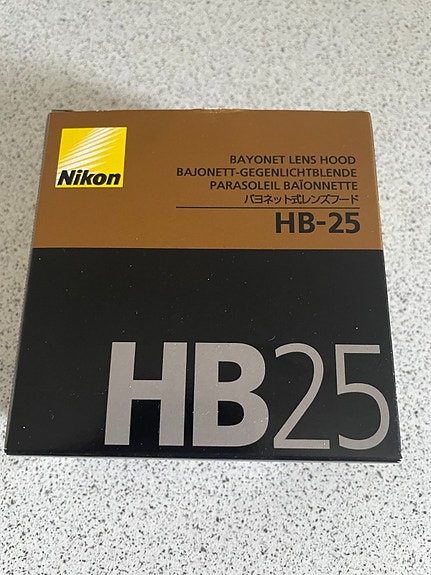 Nikon
BAYONET LENS HOOD
BAJONETT-GEGENLICHTBLENDE
PARASOLEIL BAÏONNETTE
バヨネット式レンズフード
HB-25
HB25